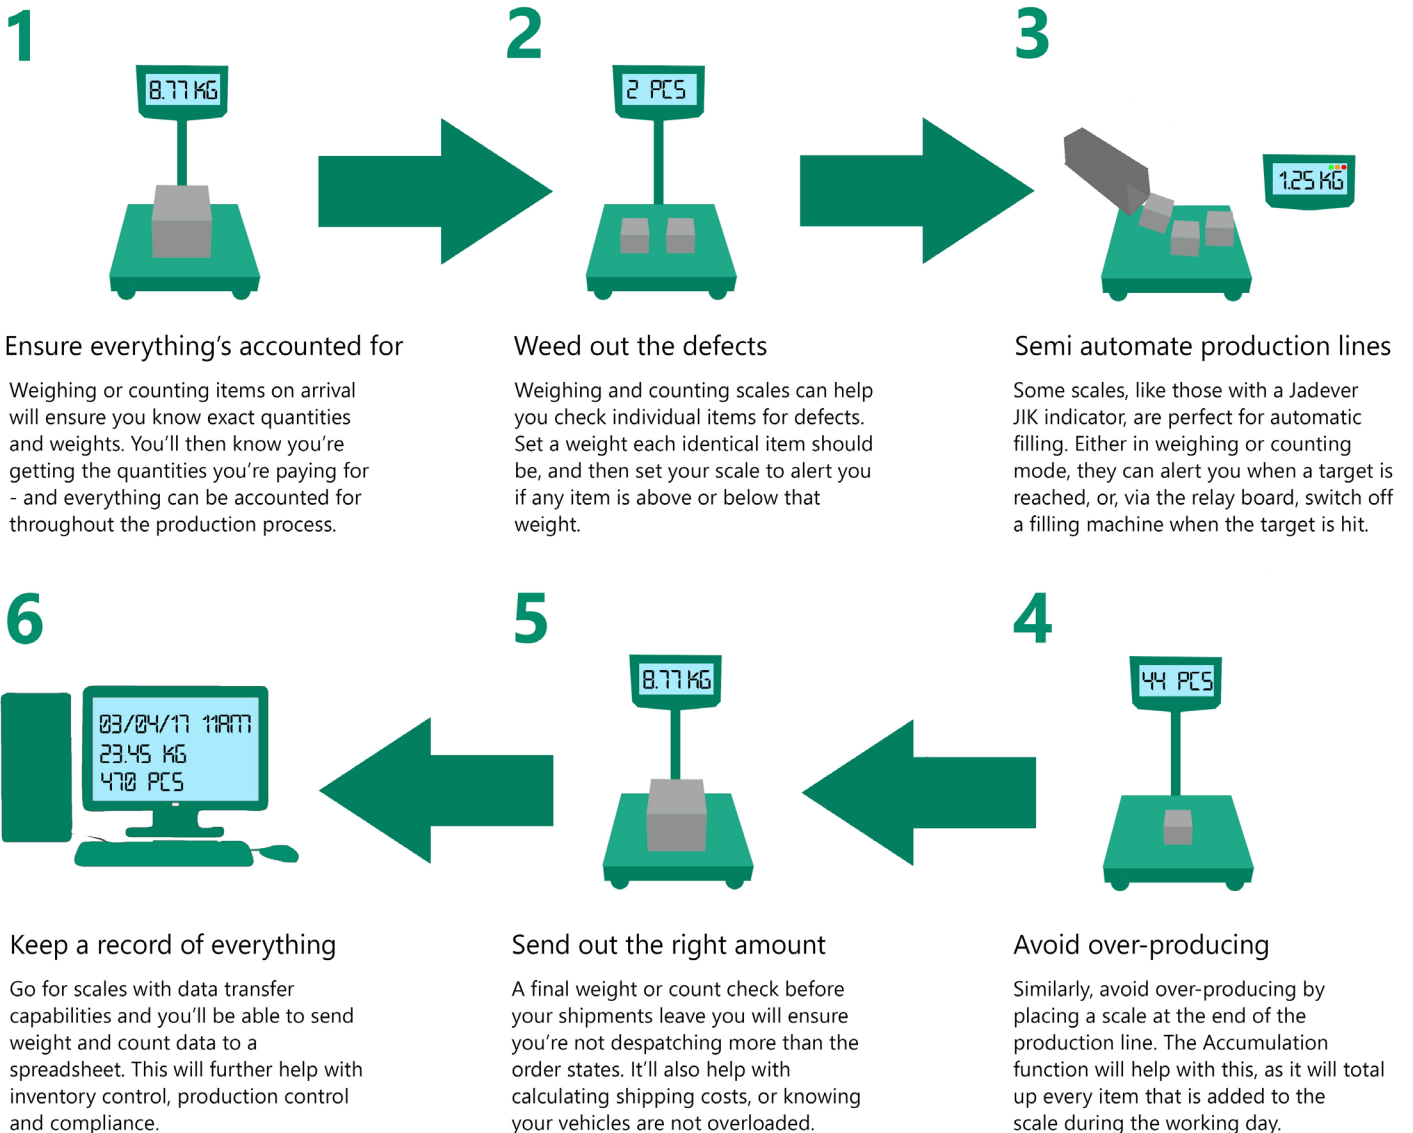 1
8.77 KG
Ensure everything's accounted for
Weighing or counting items on arrival
will ensure you know exact quantities
and weights. You'll then know you're
getting the quantities you're paying for
- and everything can be accounted for
throughout the production process.
2
2 PCS
Weed out the defects
Weighing and counting scales can help
you check individual items for defects.
Set a weight each identical item should
be, and then set your scale to alert you
if any item is above or below that
weight.
3
1.25 KG
Semi automate production lines
Some scales, like those with a Jadever
JIK indicator, are perfect for automatic
filling. Either in weighing or counting
mode, they can alert you when a target is
reached, or, via the relay board, switch off
a filling machine when the target is hit.
4
44 PCS
Avoid over-producing
Similarly, avoid over-producing by
placing a scale at the end of the
production line. The Accumulation
function will help with this, as it will total
up every item that is added to the
scale during the working day.
5
8.77 KG
Send out the right amount
A final weight or count check before
your shipments leave you will ensure
you're not despatching more than the
order states. It'll also help with
calculating shipping costs, or knowing
your vehicles are not overloaded.
6
03/04/17 11AM
23.45 KG
470 PCS
Keep a record of everything
Go for scales with data transfer
capabilities and you'll be able to send
weight and count data to a
spreadsheet. This will further help with
inventory control, production control
and compliance.